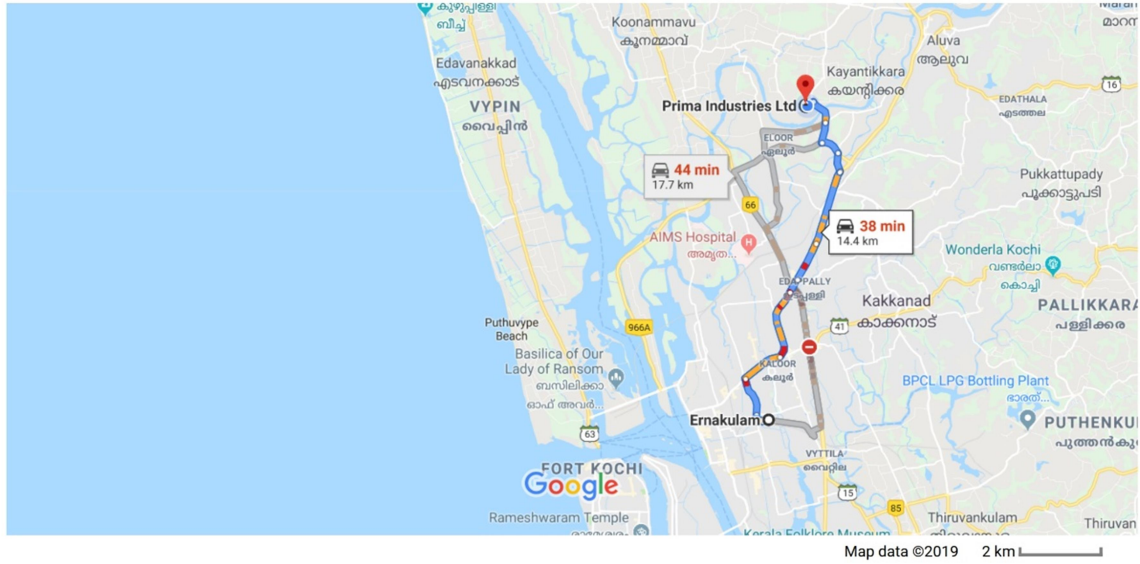 കുഴുപ്പിള്ളി
ബീച്ച്
Koonammavu
കൂനമ്മാവ്
Aluva
ആലുവ
മാറമ
Edavanakkad
എടവനക്കാട്
VYPIN
വൈപ്പിൻ
Kayantikkara
കയന്റിക്കര
16
EDATHALA
എടത്തല
Prima Industries Ltd
ELOOR
ഏലൂർ
44 min
17.7 km
Pukkattupady
പൂക്കാട്ടുപടി
66
38 min
14.4 km
AIMS Hospital
അമൃത...
Wonderla Kochi
വണ്ടർലാ
കൊച്ചി
Kakkanad
കാക്കനാട്
PALLIKKARA
പള്ളിക്കര
Puthuvype
Beach
966A
41
Basilica of Our
Lady of Ransom
ബസിലിക്കാ
ഓഫ് അവർ...
KALOOR
കലൂർ
BPCL LPG Bottling Plant
ഭാരത്...
Ernakulam
63
PUTHENKU
പുത്തൻകു
VYTTILA
വൈറ്റില
FORT KOCHI
Google
15
85
Rameshwaram Temple
Thiruvankulam
Thiruvan
Kerala Folklore Museum
Map data ©2019
2 km